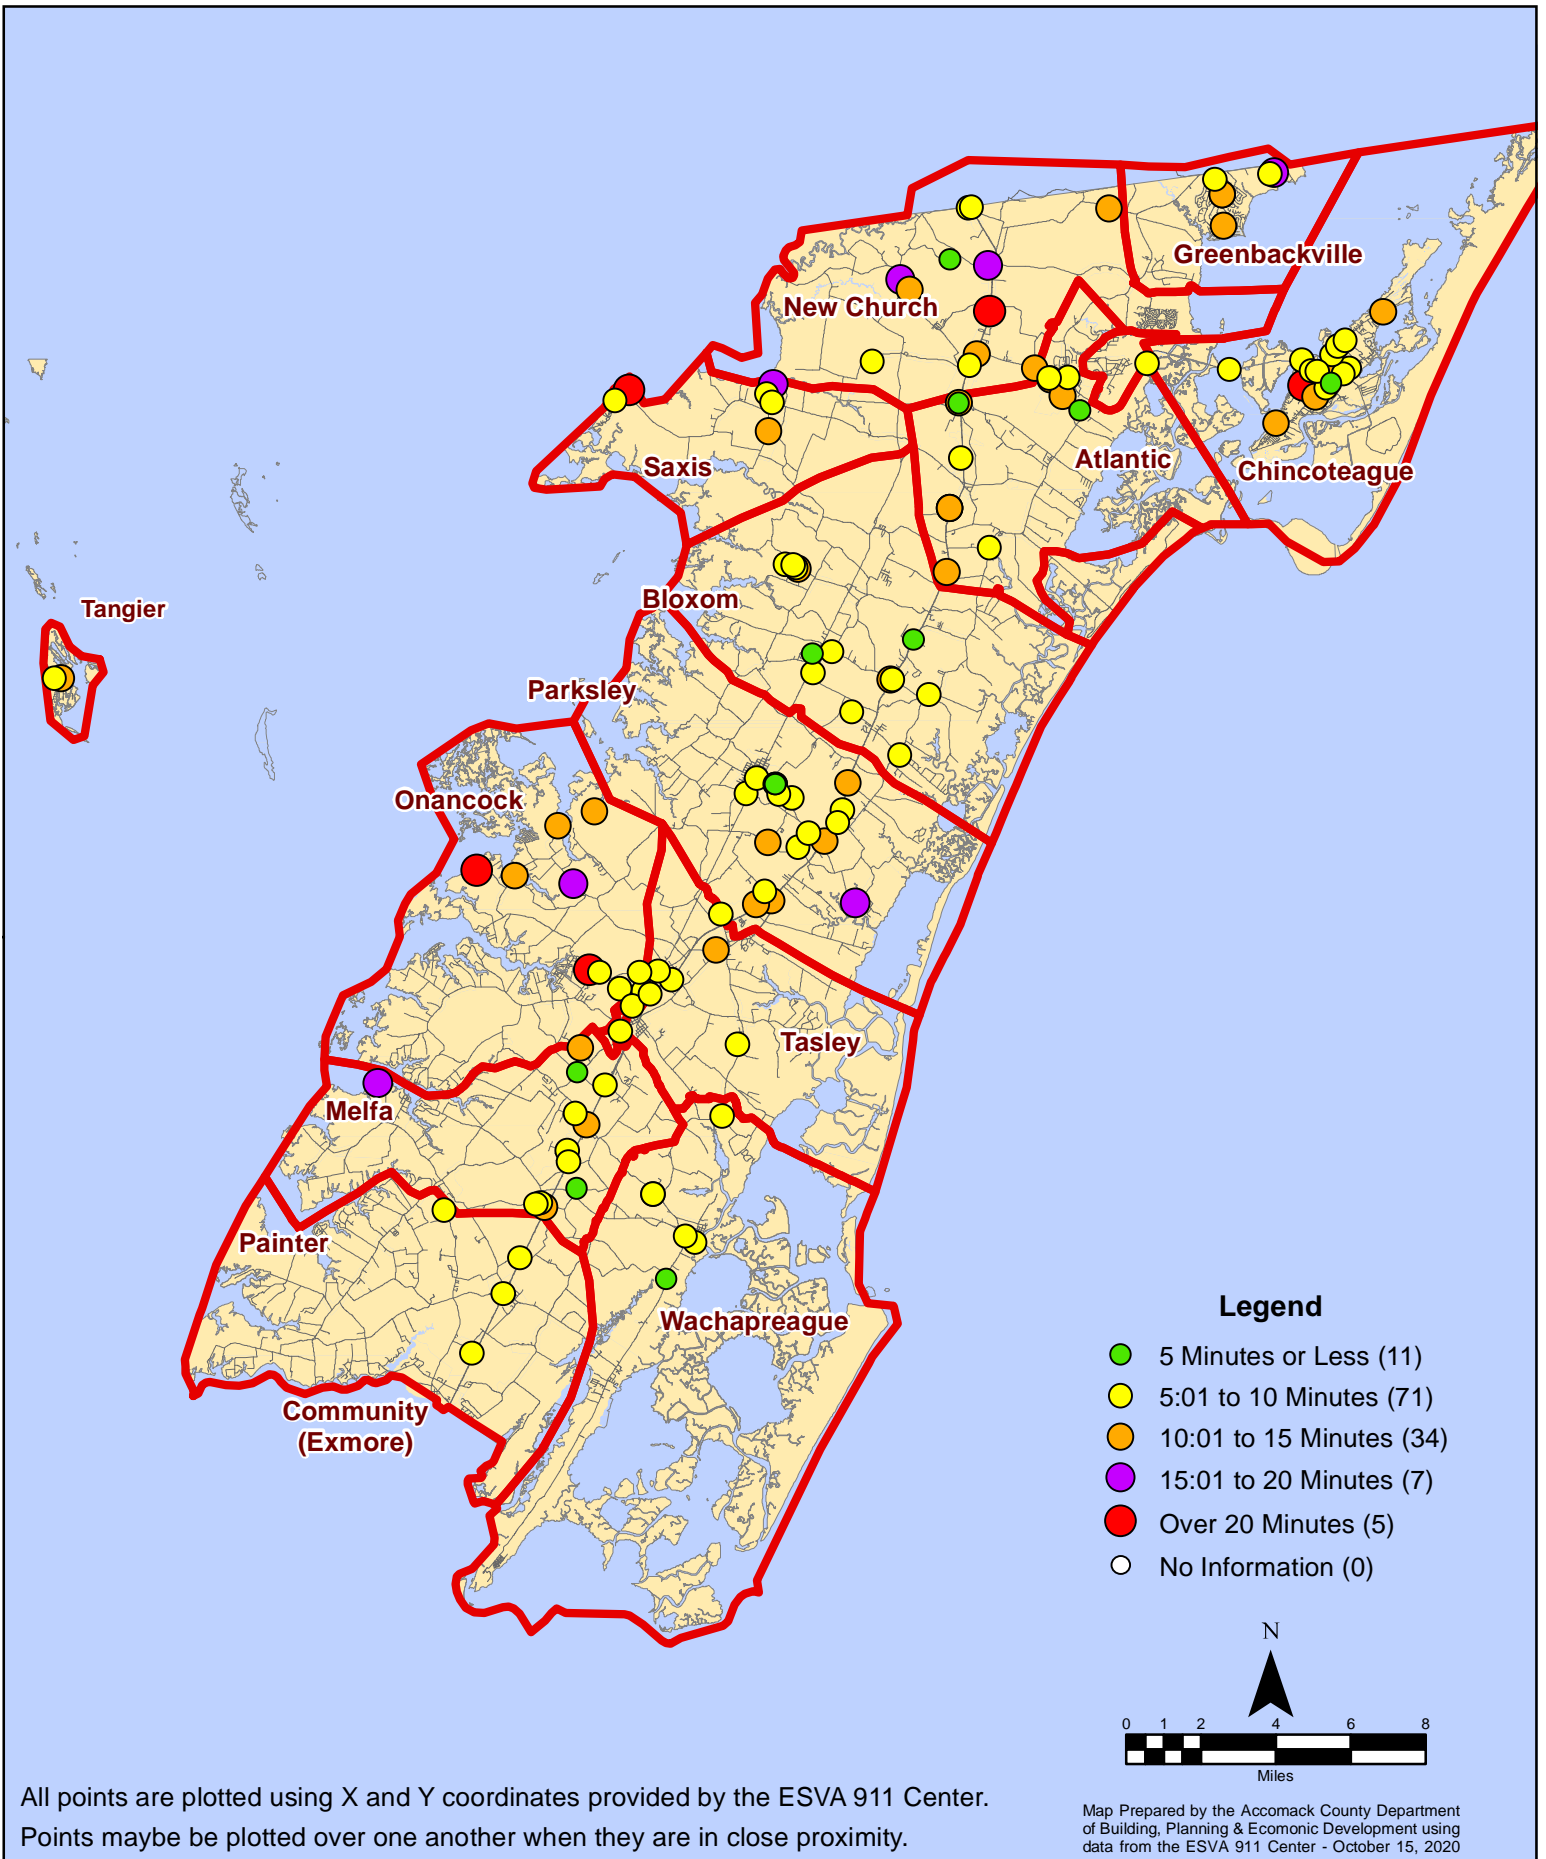 Greenbackville
New Church
Saxis
Atlantic
Chincoteague
Bloxom
Tangier
Parksley
Onancock
Tasley
Melfa
Painter
Wachapreague
Community
(Exmore)
Legend
5 Minutes or Less (11)
5:01 to 10 Minutes (71)
10:01 to 15 Minutes (34)
15:01 to 20 Minutes (7)
Over 20 Minutes (5)
No Information (0)
N
0 1 2 4 6 8
Miles
All points are plotted using X and Y coordinates provided by the ESVA 911 Center.
Points maybe be plotted over one another when they are in close proximity.
Map Prepared by the Accomack County Department
of Building, Planning & Ecomonic Development using
data from the ESVA 911 Center - October 15, 2020